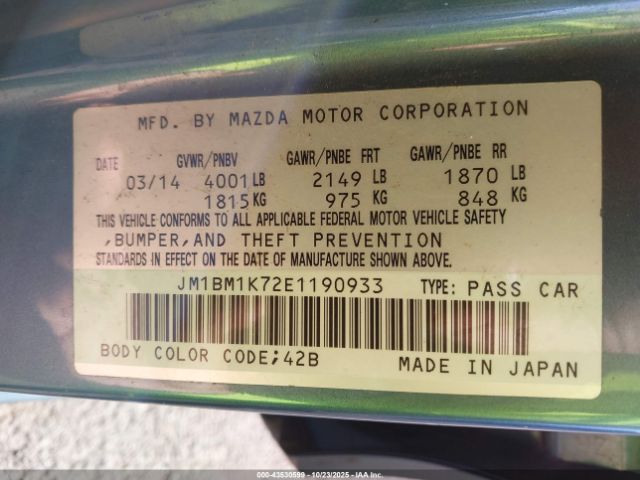 MFD. BY MAZDA MOTOR CORPORATION
DATE GVWR/PNBV GAWR/PNBE FRT GAWR/PNBE RR
03/14 4001 LB 2149 LB 1870 LB
1815 KG 975 KG 848 KG
THIS VEHICLE CONFORMS TO ALL APPLICABLE FEDERAL MOTOR VEHICLE SAFETY
,BUMPER,AND THEFT PREVENTION
STANDARDS IN EFFECT ON THE DATE OF MANUFACTURE SHOWN ABOVE.
JM1BM1K72E1190933 TYPE: PASS CAR
BODY COLOR CODE;42B MADE IN JAPAN
000-43530599 - 10/23/2025 - IAAI.COM